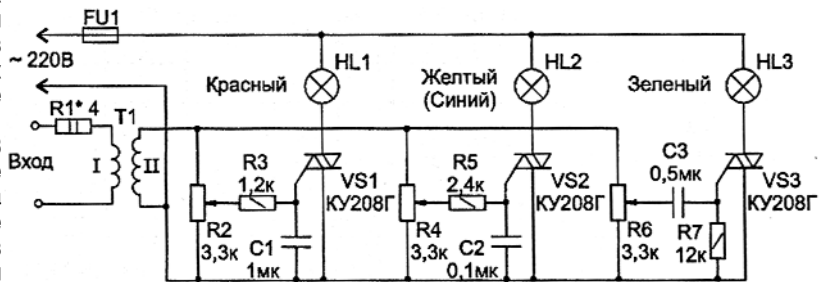 FU1
~ 220В
HL1
HL2
HL3
Красный
Желтый
(Синий)
Зеленый
R1* 4
T1
Вход
I
II
R3
1,2к
VS1
КУ208Г
R5
2,4к
VS2
КУ208Г
C3
0,5мк
VS3
КУ208Г
R2
3,3к
C1
1мк
R4
3,3к
C2
0,1мк
R6
3,3к
R7
12к